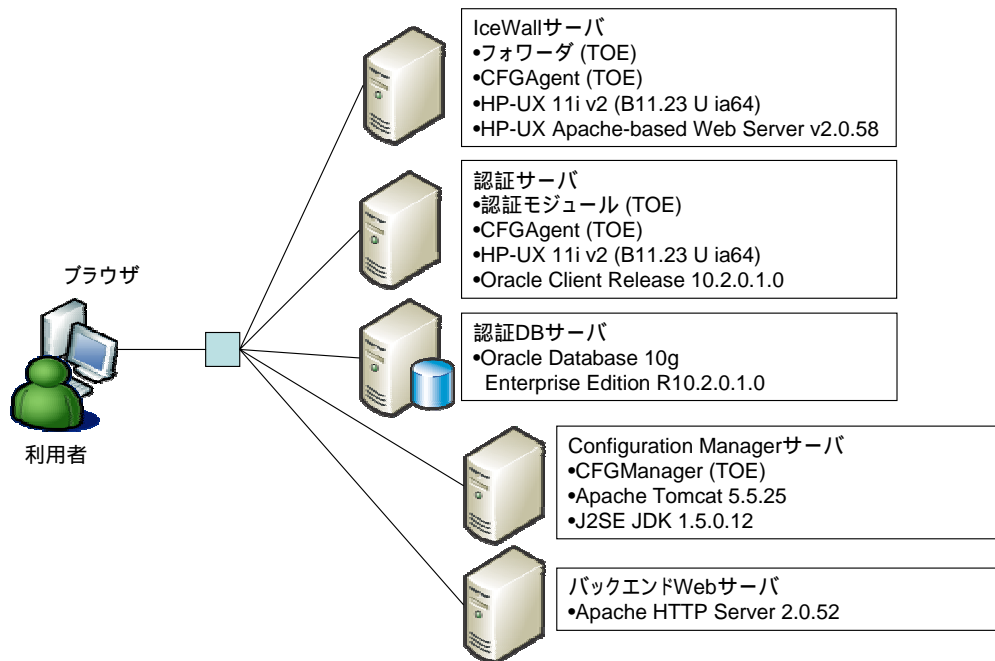 IceWallサーバ
•フォワーダ (TOE)
•CFGAgent (TOE)
•HP-UX 11i v2 (B11.23 U ia64)
•HP-UX Apache-based Web Server v2.0.58
認証サーバ
•認証モジュール (TOE)
•CFGAgent (TOE)
•HP-UX 11i v2 (B11.23 U ia64)
•Oracle Client Release 10.2.0.1.0
ブラウザ
利用者
認証DBサーバ
•Oracle Database 10g
Enterprise Edition R10.2.0.1.0
Configuration Managerサーバ
•CFGManager (TOE)
•Apache Tomcat 5.5.25
•J2SE JDK 1.5.0.12
バックエンドWebサーバ
•Apache HTTP Server 2.0.52